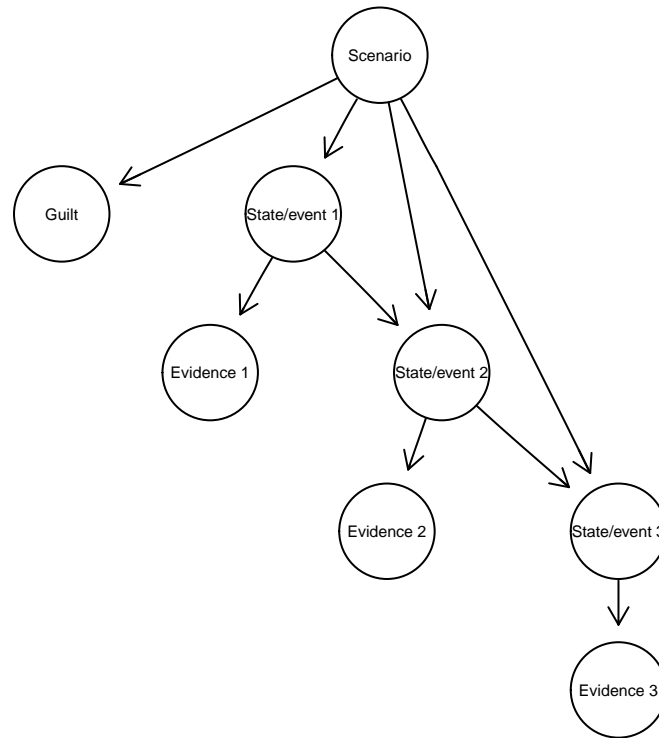 Scenario
Guilt
State/event 1
Evidence 1
State/event 2
Evidence 2
State/event 3
Evidence 3